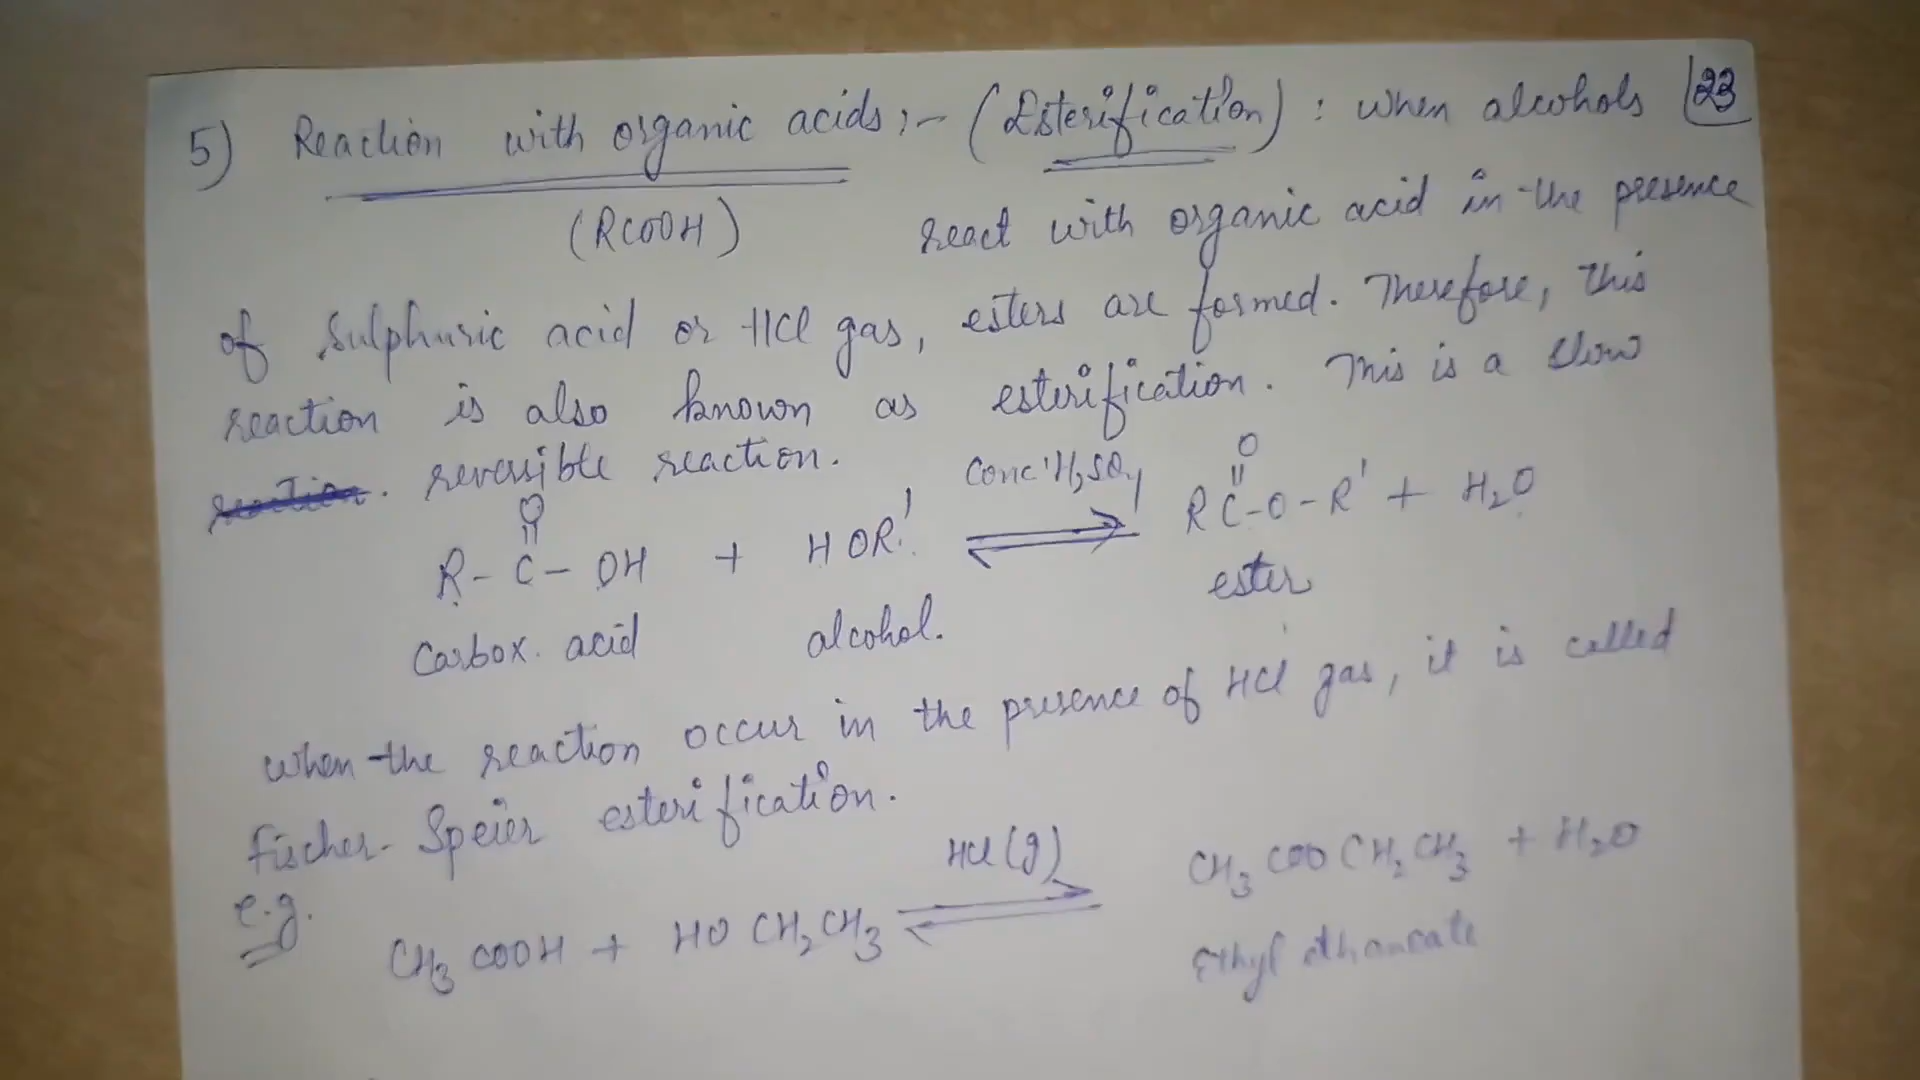 5) Reaction with organic acids :- (Esterification) : when alcohols 23
(RCOOH) react with organic acid in the presence
of sulphuric acid or HCl gas, esters are formed. Therefore, this
reaction is also known as esterification. This is a slow
reaction. reversible reaction.
O Conc. H2SO4 O
R - C - OH + HOR' ⇌ R C - O - R' + H2O
Carbox. acid alcohol. ester
when the reaction occur in the presence of HCl gas, it is called
Fischer-Speier esterification.
e.g. HCl (g)
CH3COOH + HOCH2CH3 ⇌ CH3COOCH2CH3 + H2O
Ethyl ethanoate